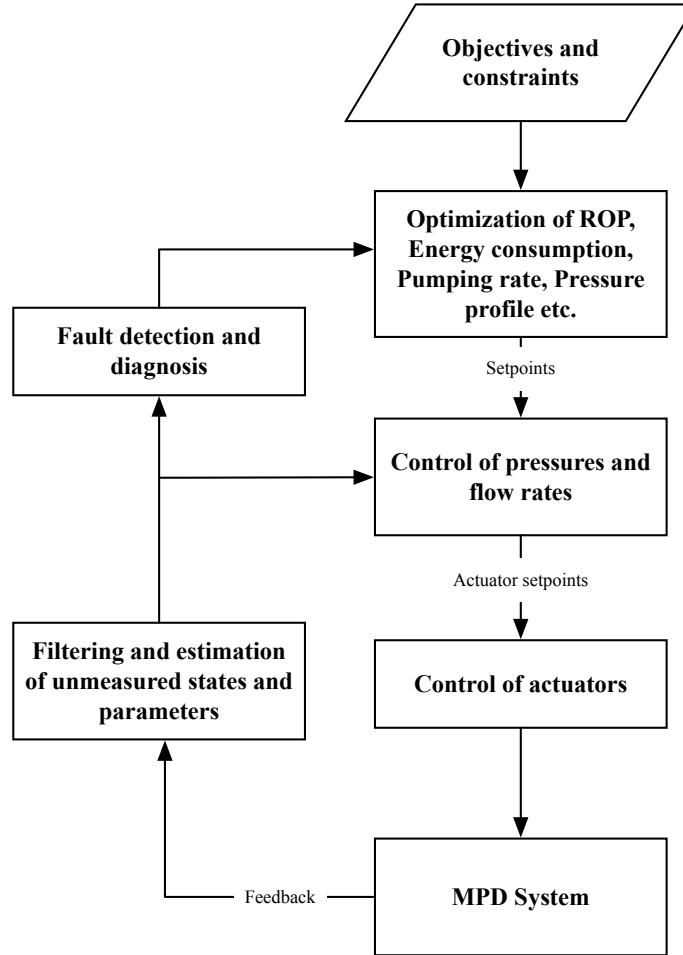 Objectives and
constraints
Optimization of ROP,
Energy consumption,
Pumping rate, Pressure
profile etc.
Fault detection and
diagnosis
Setpoints
Control of pressures and
flow rates
Actuator setpoints
Filtering and estimation
of unmeasured states and
parameters
Control of actuators
Feedback
MPD System